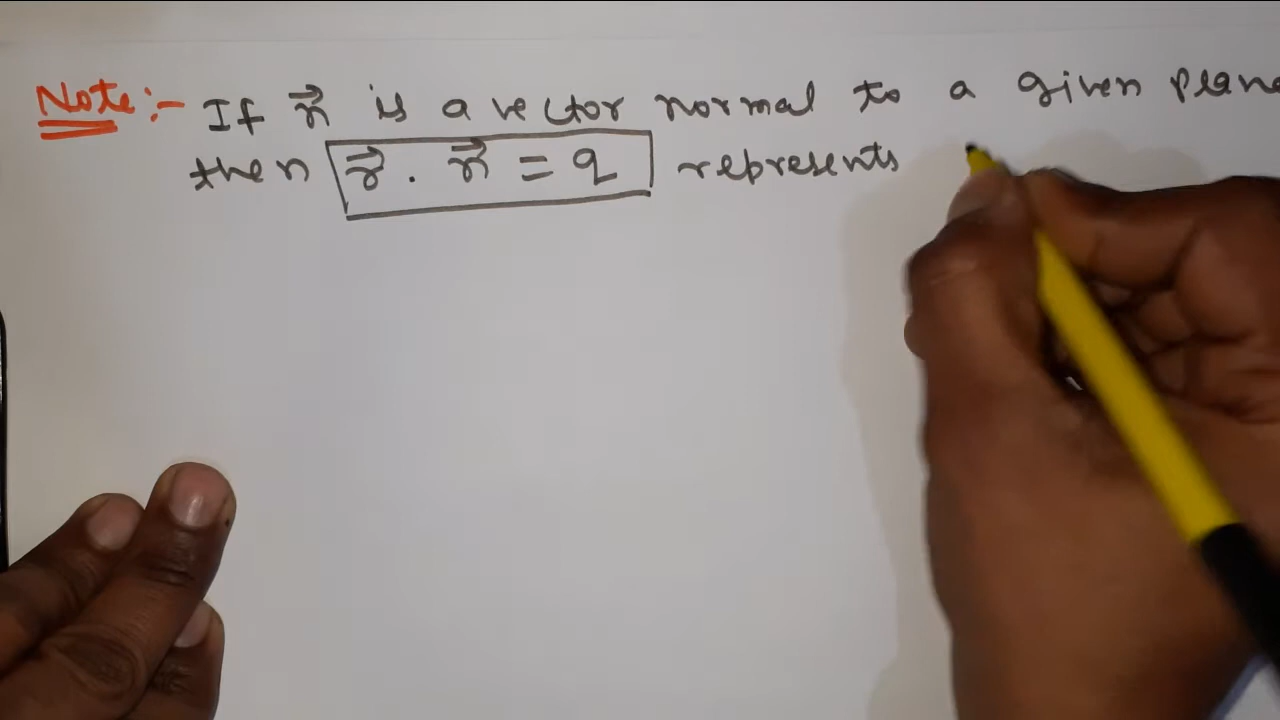 Note:- If n⃗ is a vector normal to a given plane
then r⃗ . n⃗ = q represents